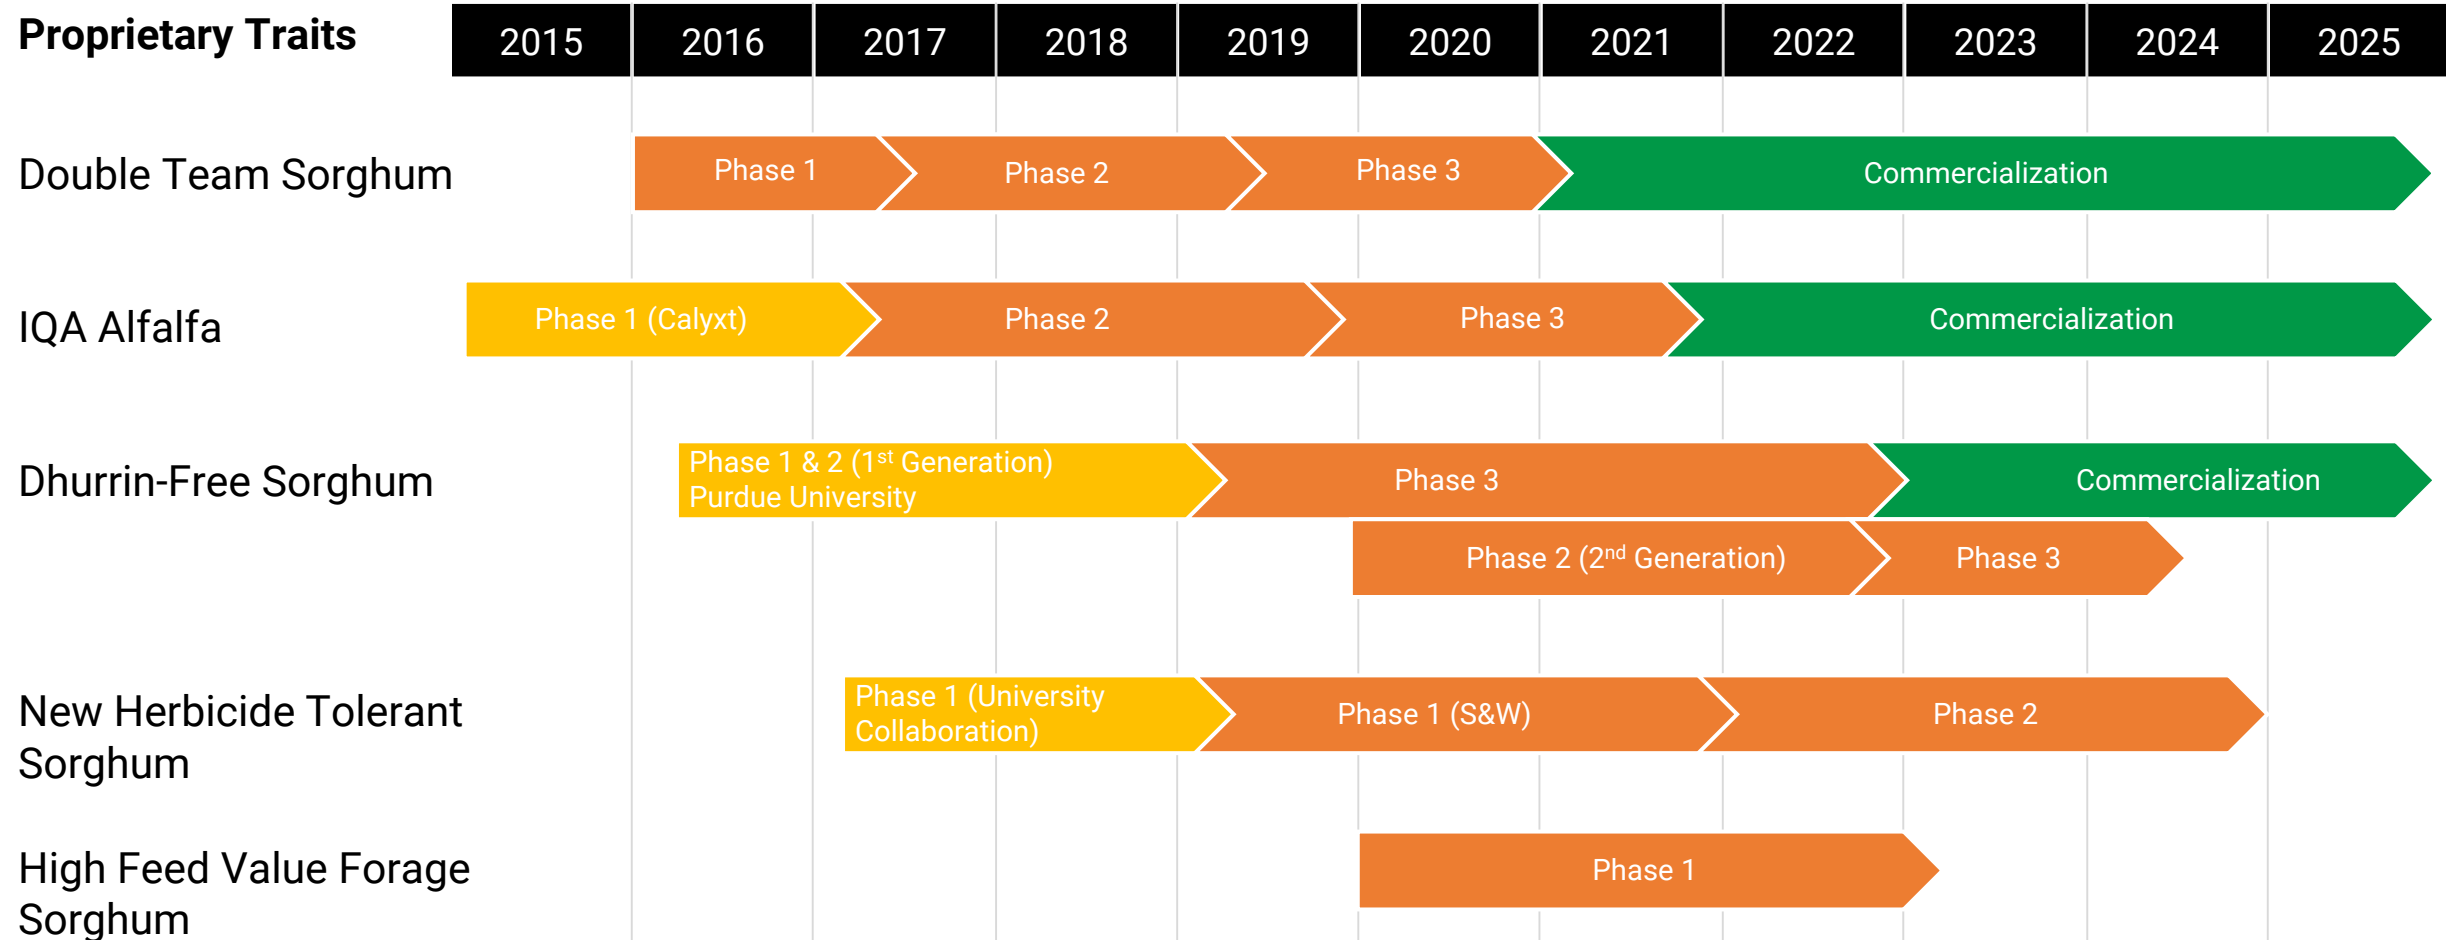 Proprietary Traits
2015 2016 2017 2018 2019 2020 2021 2022 2023 2024 2025
Double Team Sorghum
Phase 1 Phase 2 Phase 3 Commercialization
IQA Alfalfa
Phase 1 (Calyxt) Phase 2 Phase 3 Commercialization
Dhurrin-Free Sorghum
Phase 1 & 2 (1st Generation)
Purdue University
Phase 3 Commercialization
Phase 2 (2nd Generation) Phase 3
New Herbicide Tolerant
Sorghum
Phase 1 (University
Collaboration)
Phase 1 (S&W) Phase 2
High Feed Value Forage
Sorghum
Phase 1